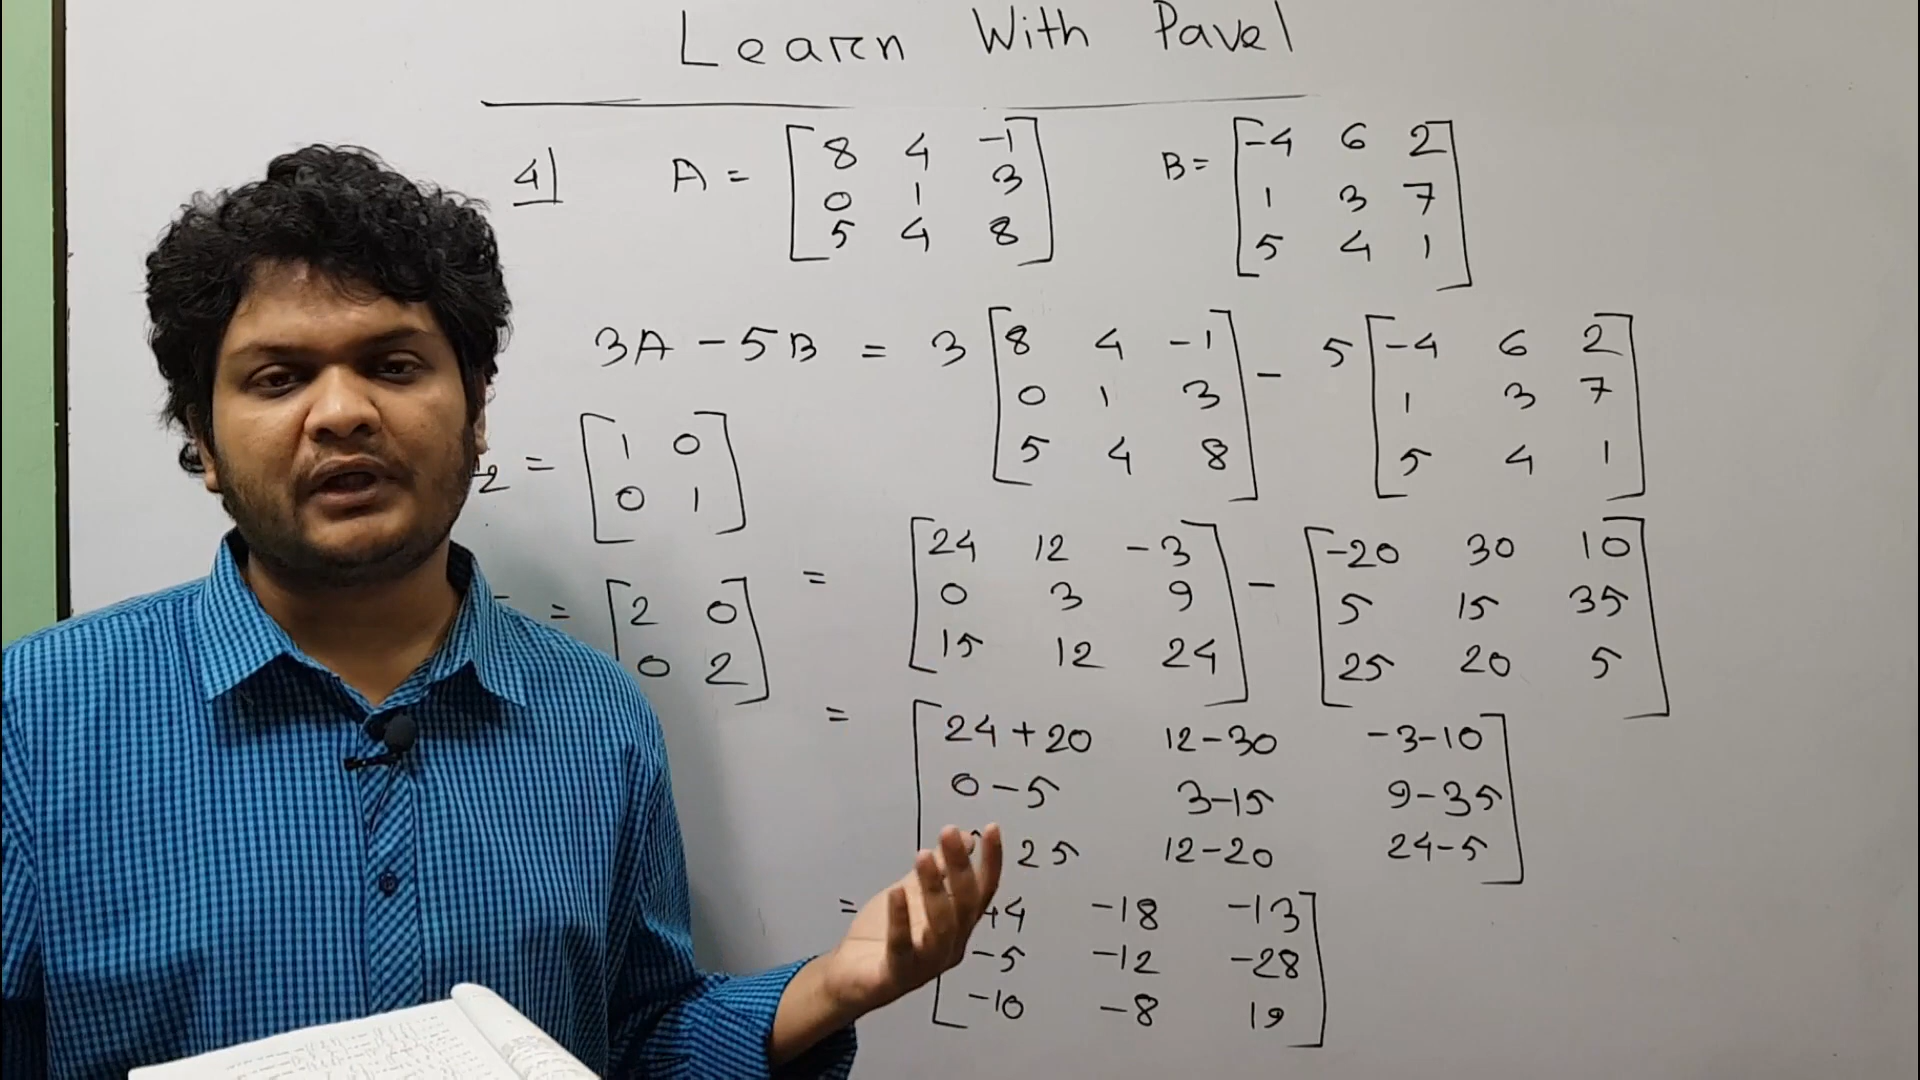 Learn With Pavel
4| A = [8 4 -1 B= [-4 6 2
0 1 3 1 3 7
5 4 8] 5 4 1]
3A - 5B = 3 [8 4 -1 - 5 [-4 6 2
0 1 3 1 3 7
5 4 8] 5 4 1]
2 = [1 0
0 1]
= [24 12 -3 - [-20 30 10
0 3 9 5 15 35
15 12 24] 25 20 5]
= [2 0
0 2]
= [24+20 12-30 -3-10
0-5 3-15 9-35
25 12-20 24-5]
= 44 -18 -13
-5 -12 -28
-10 -8 19]